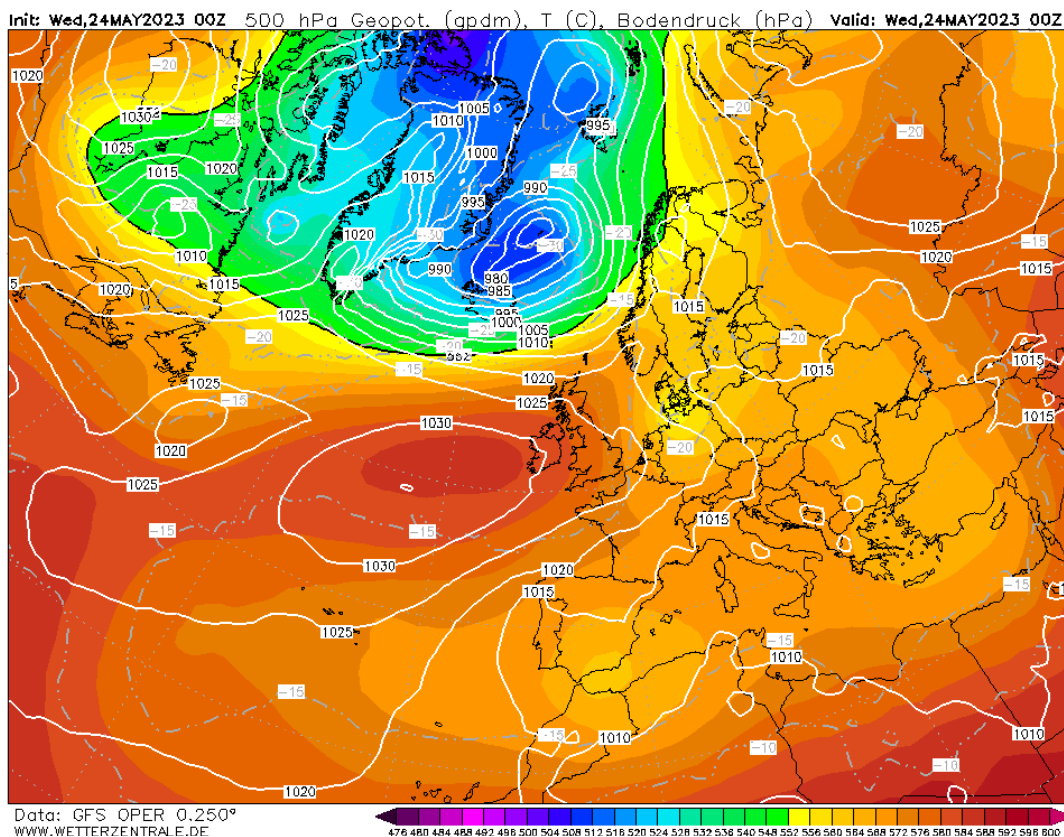 Init: Wed,24MAY2023 00Z 500 hPa Geopot. (gpdm), T (C), Bodendruck (hPa) Valid: Wed,24MAY2023 00Z
1020 -20 1005 -20
1030 1010 995 -20
1025 -25 1000
1015 1020 1015 990 -25
-25 995 1025
1010 1020 -30 -30 -15
1020 1015 990 980 1020 1015
1025 985 -15 1015
1025 995 1000 1005
-20 -20 1010 -20 1015
-15 1020 1015
1025 -15 1025 1015
1020 1030 -20
1025
-15 -15 1015
1030 1020
1015 -15
1025 -15 1010
-15
-15 1010 -10 1010
-10
1020
Data: GFS OPER 0.250°
WWW.WETTERZENTRALE.DE
476 480 484 488 492 496 500 504 508 512 516 520 524 528 532 536 540 548 552 556 560 564 568 572 576 580 584 588 592 596 600